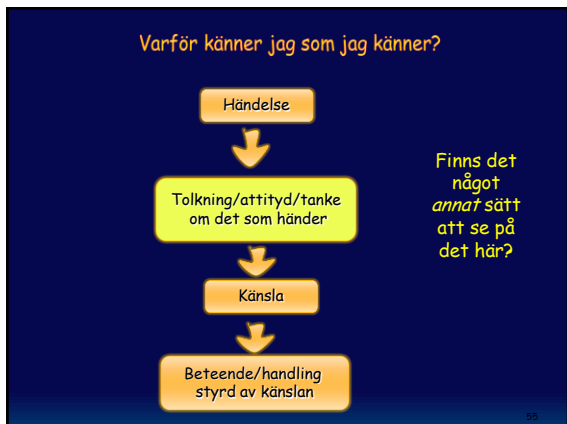 Varför känner jag som jag känner?
Händelse
Tolkning/attityd/tanke
om det som händer
Känsla
Beteende/handling
styrd av känslan
Finns det
något
annat sätt
att se på
det här?
55